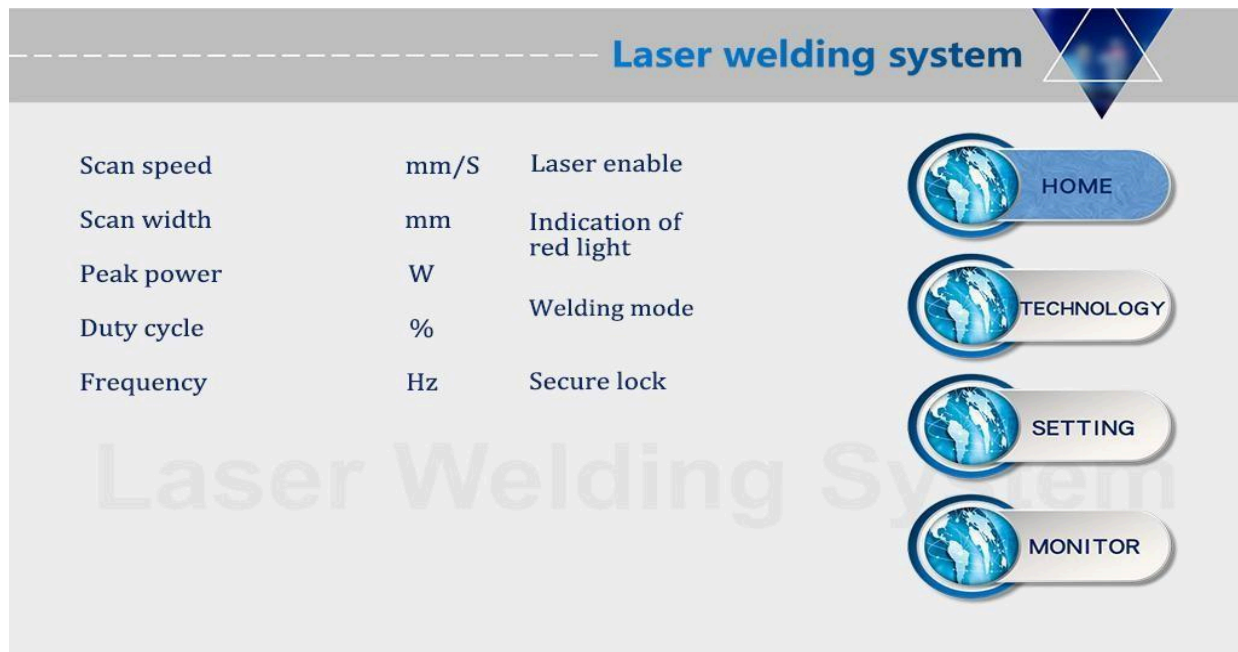 Laser welding system
Scan speed mm/S
Scan width mm
Peak power W
Duty cycle %
Frequency Hz
Laser enable
Indication of
red light
Welding mode
Secure lock
HOME
TECHNOLOGY
SETTING
MONITOR
Laser Welding System